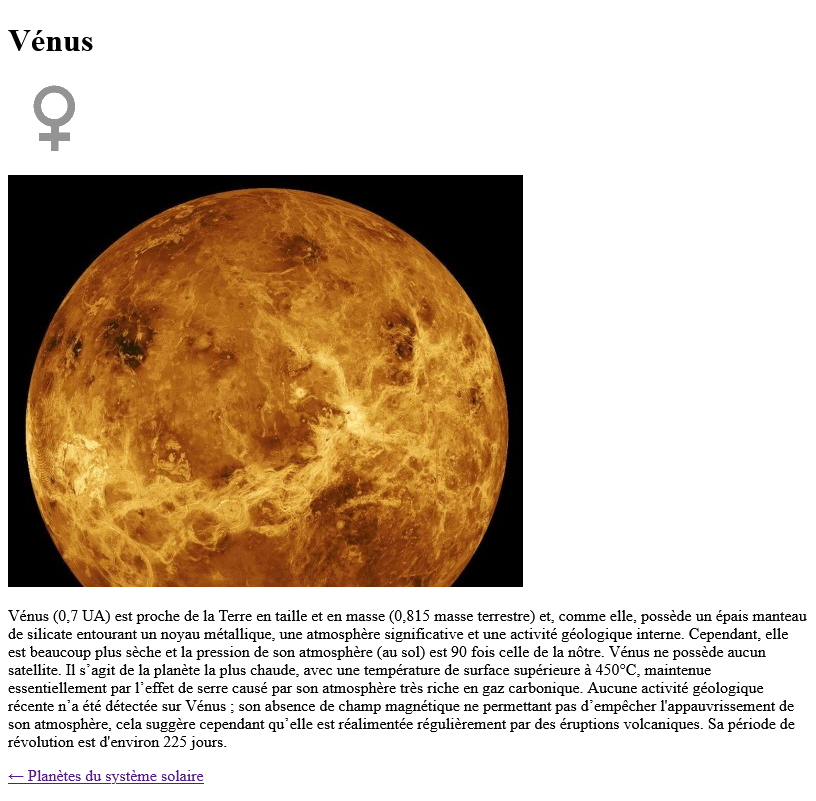 Vénus
Vénus (0,7 UA) est proche de la Terre en taille et en masse (0,815 masse terrestre) et, comme elle, possède un épais manteau
de silicate entourant un noyau métallique, une atmosphère significative et une activité géologique interne. Cependant, elle
est beaucoup plus sèche et la pression de son atmosphère (au sol) est 90 fois celle de la nôtre. Vénus ne possède aucun
satellite. Il s’agit de la planète la plus chaude, avec une température de surface supérieure à 450°C, maintenue
essentiellement par l’effet de serre causé par son atmosphère très riche en gaz carbonique. Aucune activité géologique
récente n’a été détectée sur Vénus ; son absence de champ magnétique ne permettant pas d’empêcher l'appauvrissement de
son atmosphère, cela suggère cependant qu’elle est réalimentée régulièrement par des éruptions volcaniques. Sa période de
révolution est d'environ 225 jours.
← Planètes du système solaire